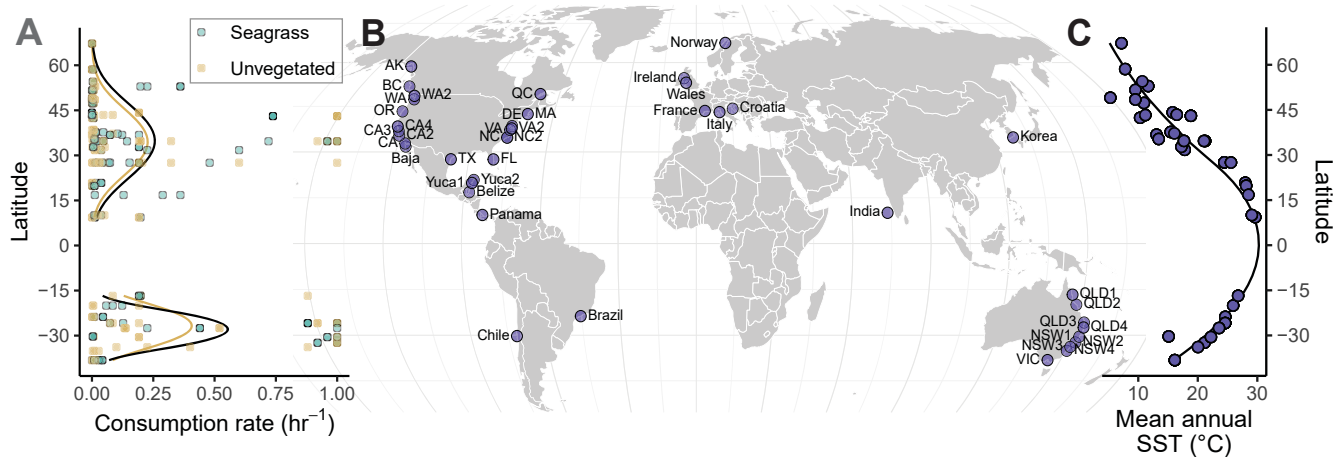 A
Seagrass
Unvegetated
Latitude
60
45
30
15
0
−15
−30
0.00
0.25
0.50
0.75
1.00
Consumption rate (hr−1)
B
Norway
AK
BC
WA
WA2
OR
QC
DE
MA
CA3
CA4
CA2
CA
Baja
VA
VA2
NC
NC2
TX
FL
Yuca1
Yuca2
Belize
Panama
Brazil
Chile
Ireland
Wales
France
Italy
Croatia
India
Korea
QLD1
QLD2
QLD3
QLD4
NSW1
NSW2
NSW3
NSW4
VIC
C
60
45
30
15
0
−15
−30
Latitude
10
20
30
Mean annual
SST (°C)